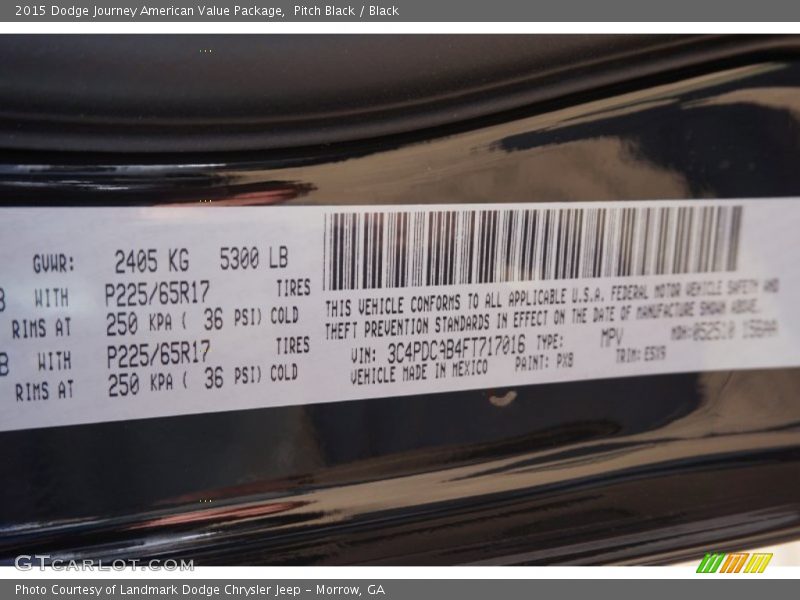 2015 Dodge Journey American Value Package,  Pitch Black / Black
GVWR: 2405 KG 5300 LB
B WITH P225/65R17 TIRES
RIMS AT 250 KPA ( 36 PSI) COLD
B WITH P225/65R17 TIRES
RIMS AT 250 KPA ( 36 PSI) COLD
THIS VEHICLE CONFORMS TO ALL APPLICABLE U.S.A. FEDERAL MOTOR VEHICLE SAFETY AND
THEFT PREVENTION STANDARDS IN EFFECT ON THE DATE OF MANUFACTURE SHOWN ABOVE.
VIN: 3C4PDCAB4FT717016 TYPE: MPV MDH:
VEHICLE MADE IN MEXICO PAINT: PX8 TRIM:
GTCARLOT.COM
Photo Courtesy of Landmark Dodge Chrysler Jeep – Morrow, GA